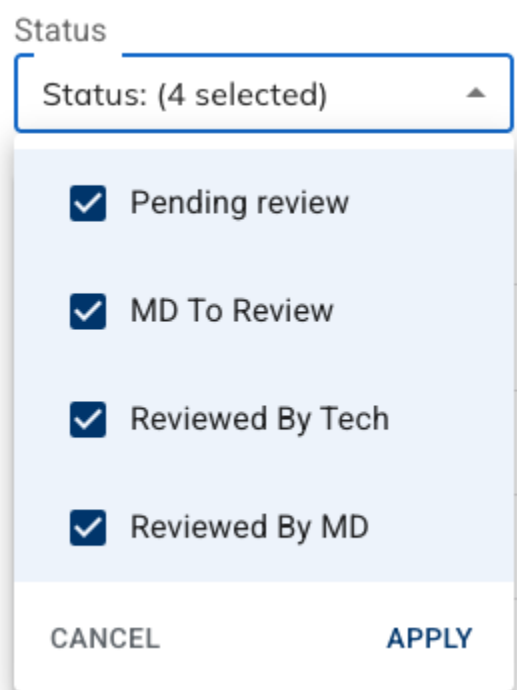 Status
Status: (4 selected)
Pending review
MD To Review
Reviewed By Tech
Reviewed By MD
CANCEL APPLY